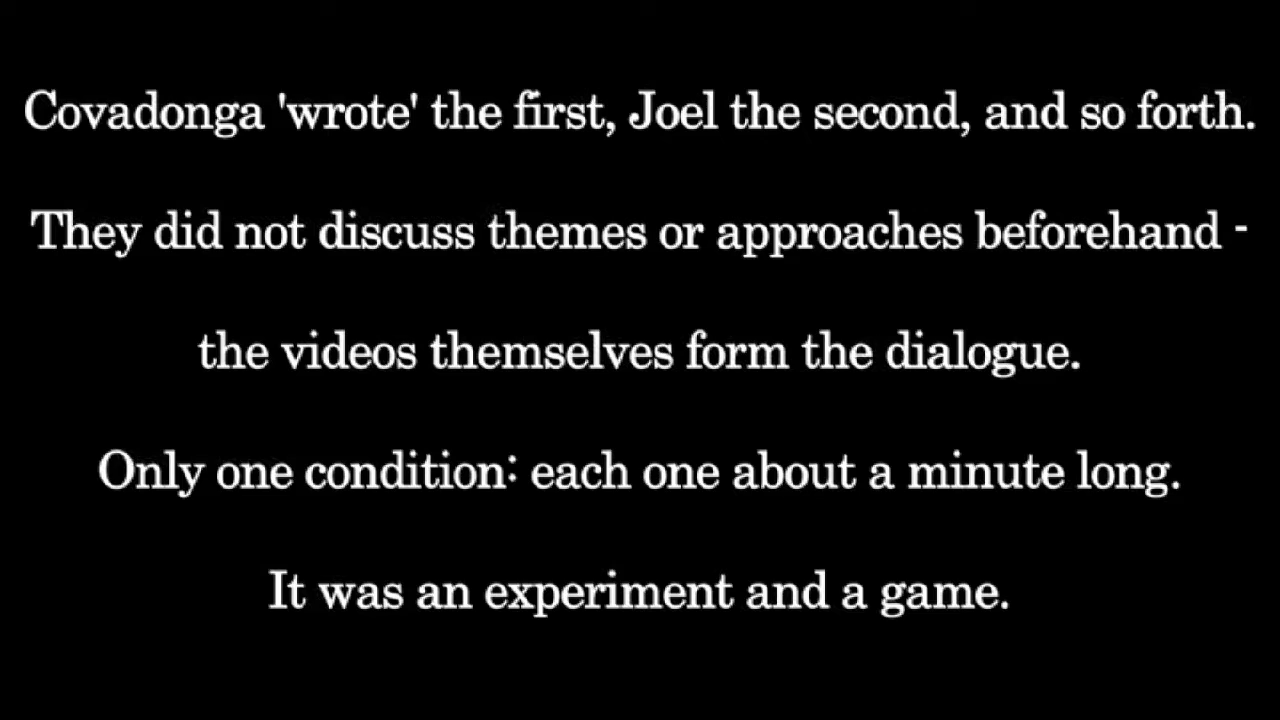 Covadonga 'wrote' the first, Joel the second, and so forth.
They did not discuss themes or approaches beforehand -
the videos themselves form the dialogue.
Only one condition: each one about a minute long.
It was an experiment and a game.